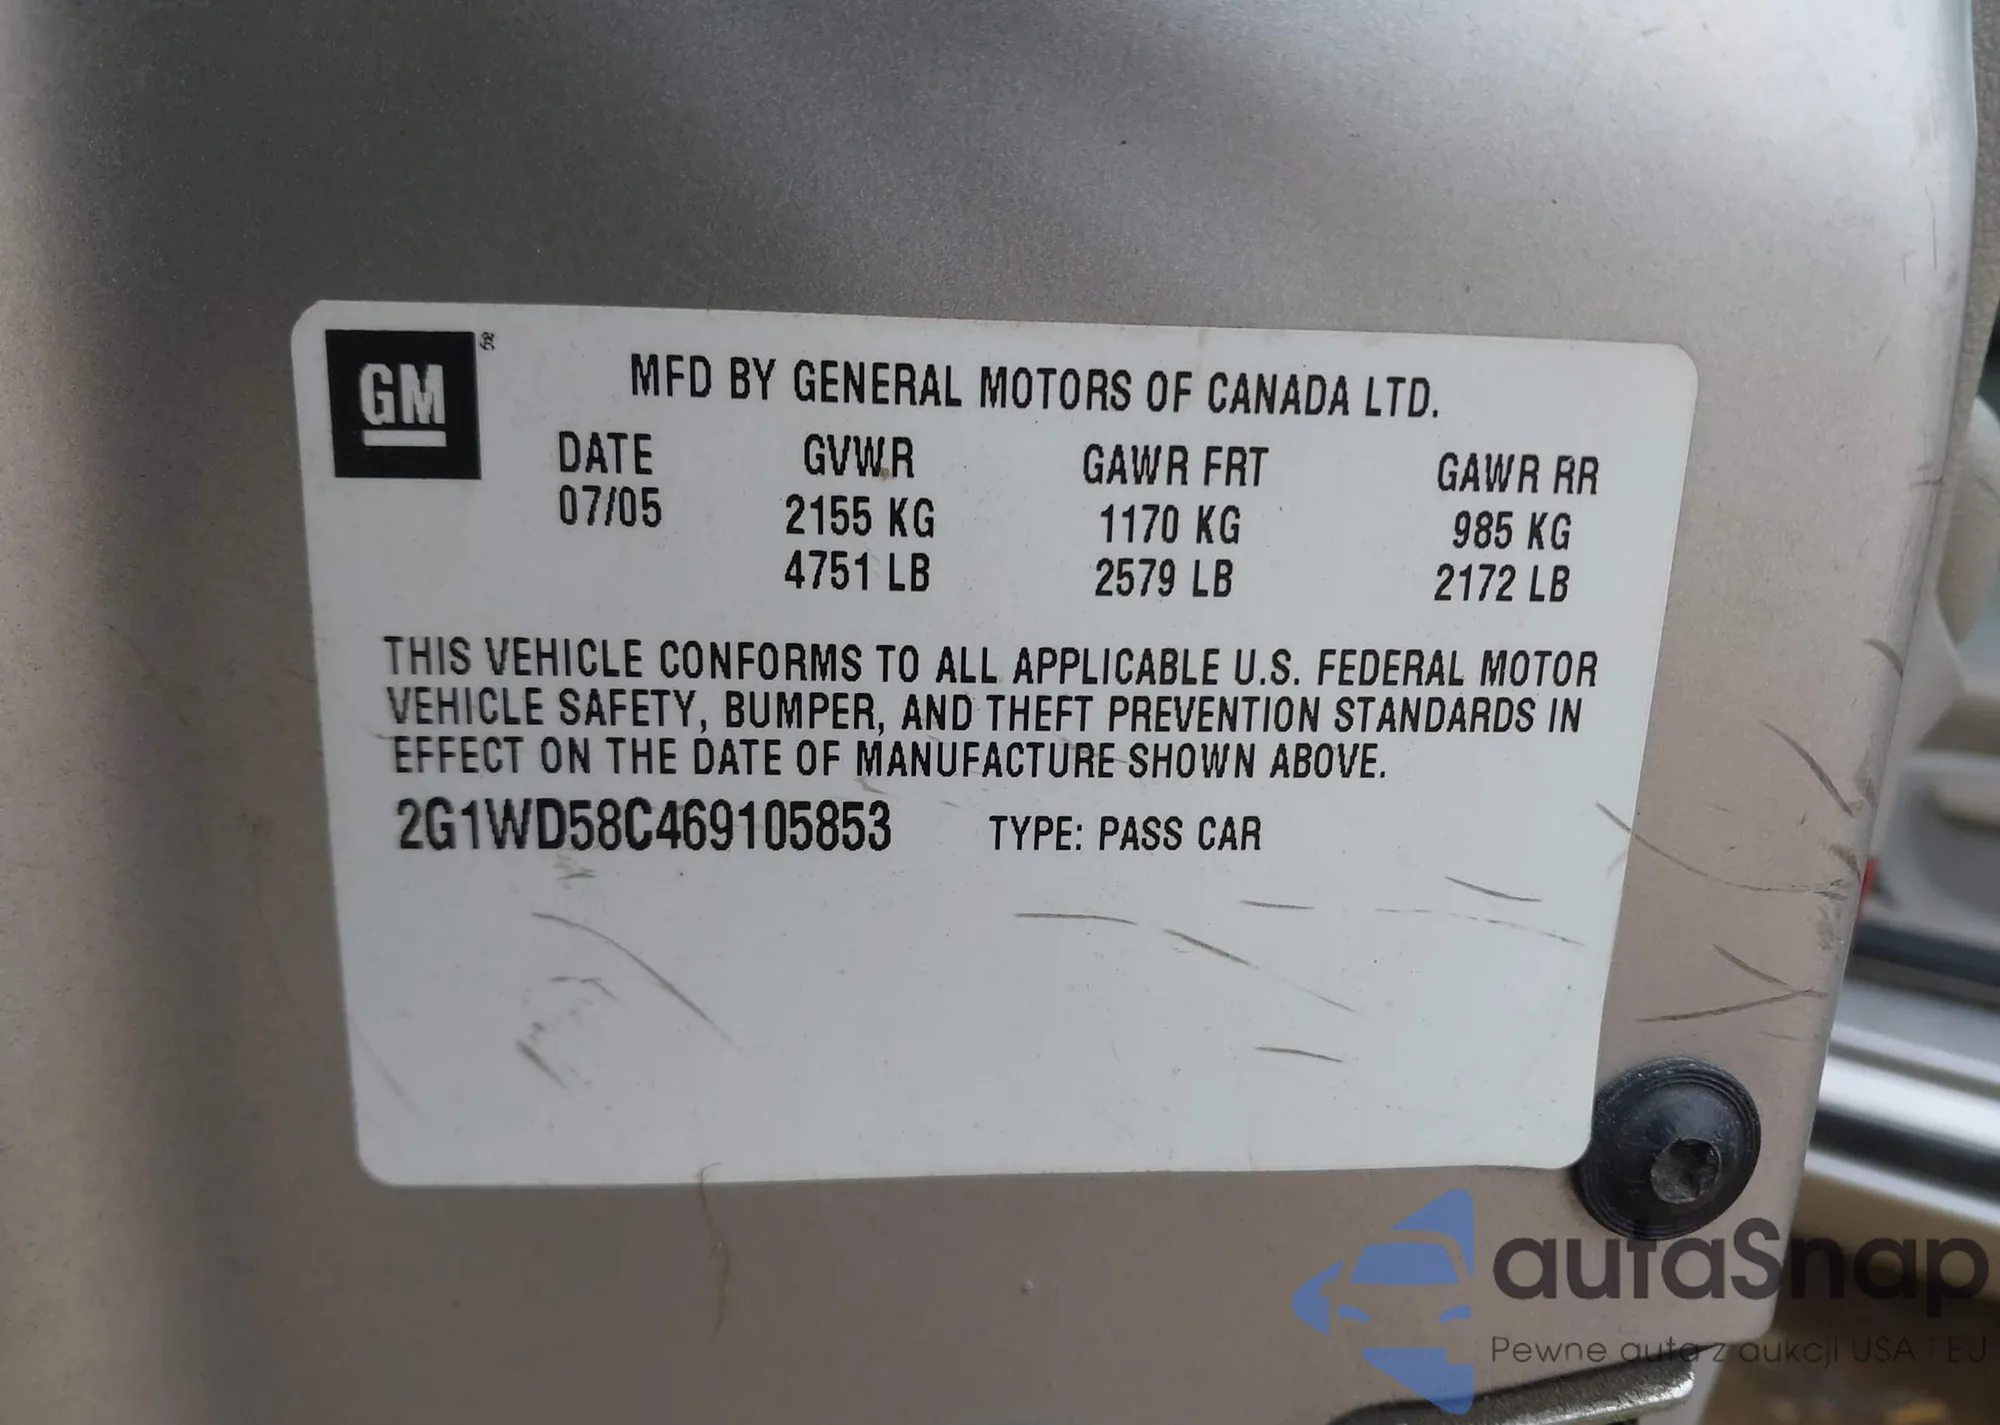 GM ®
MFD BY GENERAL MOTORS OF CANADA LTD.
DATE GVWR GAWR FRT GAWR RR
07/05 2155 KG 1170 KG 985 KG
4751 LB 2579 LB 2172 LB
THIS VEHICLE CONFORMS TO ALL APPLICABLE U.S. FEDERAL MOTOR
VEHICLE SAFETY, BUMPER, AND THEFT PREVENTION STANDARDS IN
EFFECT ON THE DATE OF MANUFACTURE SHOWN ABOVE.
2G1WD58C469105853 TYPE: PASS CAR
autaSnap
Pewne auta z aukcji USA i EU